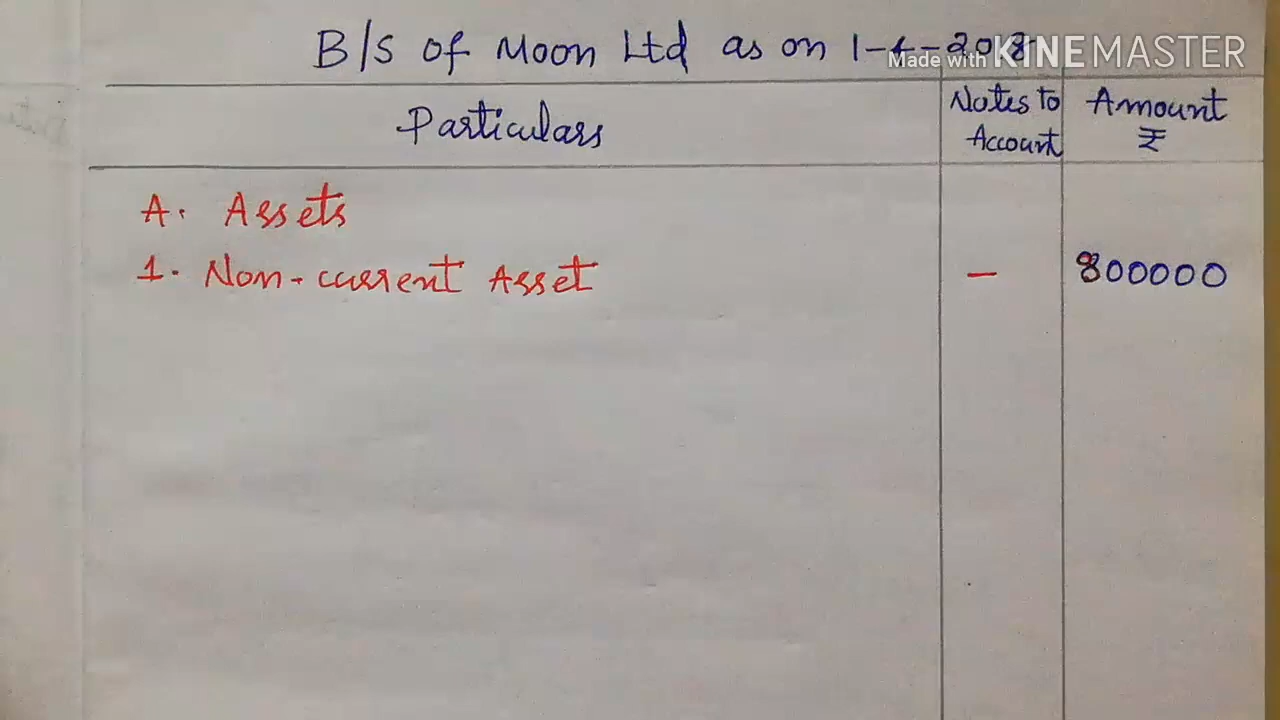 B/S of Moon Ltd as on 1-4-2018
Made with KINEMASTER
Particulars
Notes to Account
Amount ₹
A. Assets
1. Non-current Asset – 800000